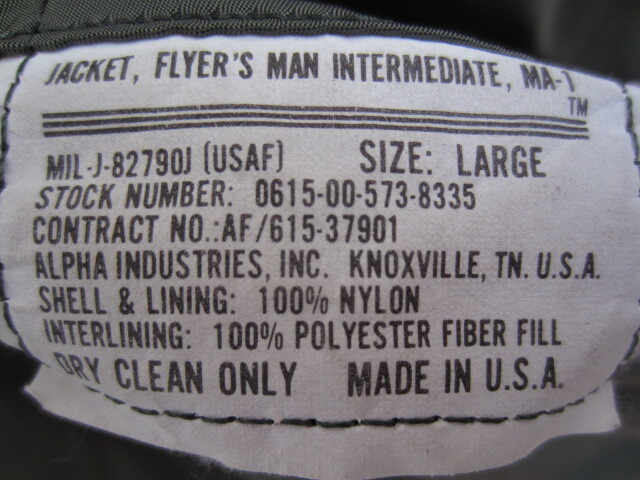 JACKET, FLYER'S MAN INTERMEDIATE, MA-1
TM
MIL-J-82790J (USAF) SIZE: LARGE
STOCK NUMBER: 0615-00-573-8335
CONTRACT NO.:AF/615-37901
ALPHA INDUSTRIES, INC. KNOXVILLE, TN. U.S.A.
SHELL & LINING: 100% NYLON
INTERLINING: 100% POLYESTER FIBER FILL
DRY CLEAN ONLY MADE IN U.S.A.